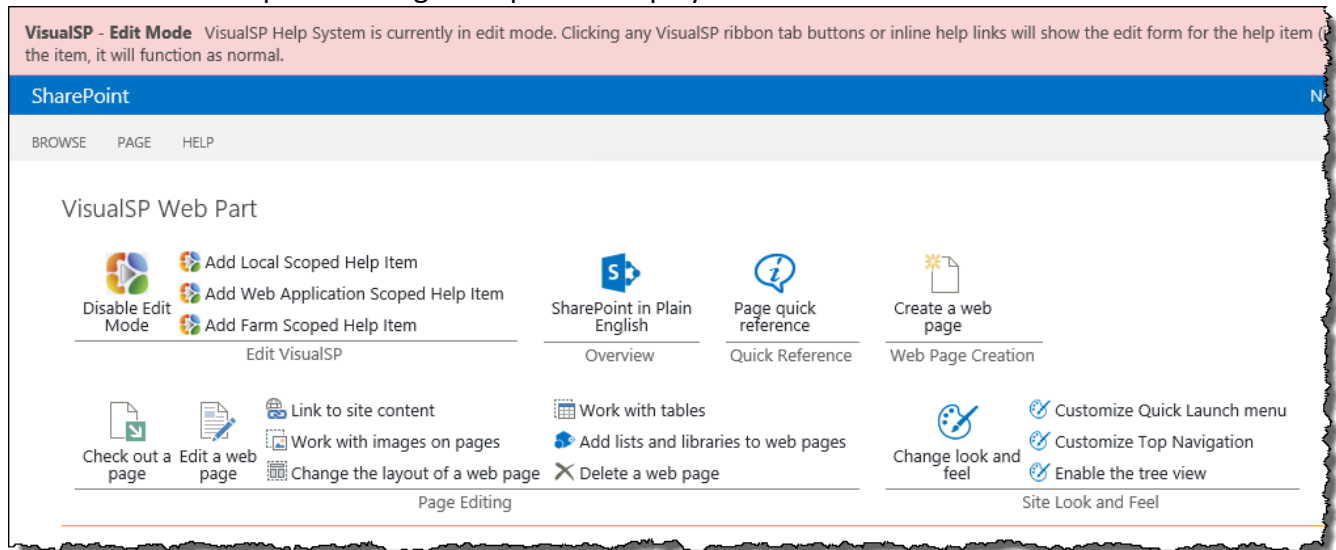 VisualSP - Edit Mode VisualSP Help System is currently in edit mode. Clicking any VisualSP ribbon tab buttons or inline help links will show the edit form for the help item
the item, it will function as normal.
SharePoint
BROWSE PAGE HELP
VisualSP Web Part
Disable Edit Mode
Add Local Scoped Help Item
Add Web Application Scoped Help Item
Add Farm Scoped Help Item
Edit VisualSP
SharePoint in Plain
English
Overview
Page quick
reference
Quick Reference
Create a web
page
Web Page Creation
Check out a
page
Edit a web
page
Link to site content
Work with images on pages
Change the layout of a web page
Work with tables
Add lists and libraries to web pages
Delete a web page
Page Editing
Change look and
feel
Customize Quick Launch menu
Customize Top Navigation
Enable the tree view
Site Look and Feel